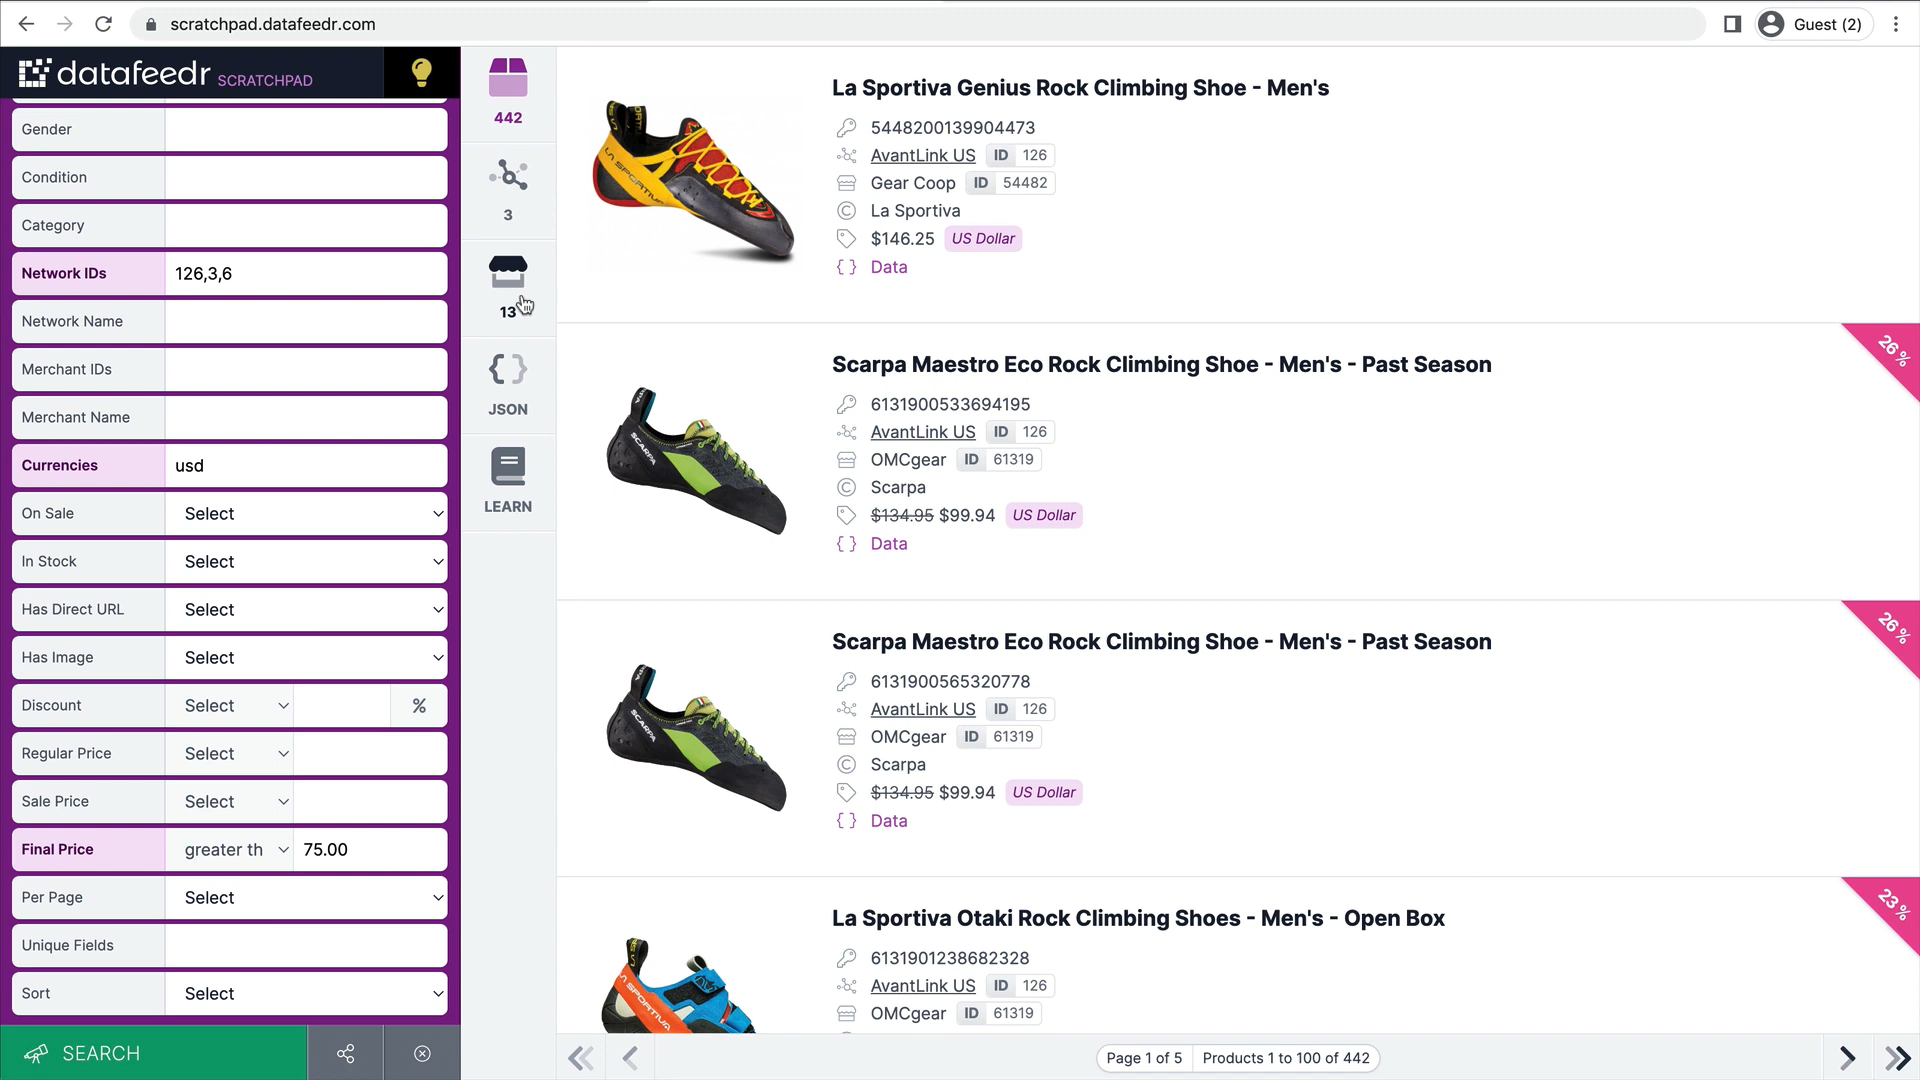 scratchpad.datafeedr.com
Guest (2)
datafeedr SCRATCHPAD
Gender
Condition
Category
Network IDs 126,3,6
Network Name
Merchant IDs
Merchant Name
Currencies usd
On Sale Select
In Stock Select
Has Direct URL Select
Has Image Select
Discount Select %
Regular Price Select
Sale Price Select
Final Price greater th 75.00
Per Page Select
Unique Fields
Sort Select
SEARCH
442
3
13
JSON
LEARN
La Sportiva Genius Rock Climbing Shoe - Men's
5448200139904473
AvantLink US ID 126
Gear Coop ID 54482
La Sportiva
$146.25 US Dollar
{ } Data
LA SPORTIVA
26%
Scarpa Maestro Eco Rock Climbing Shoe - Men's - Past Season
6131900533694195
AvantLink US ID 126
OMCgear ID 61319
Scarpa
$134.95 $99.94 US Dollar
{ } Data
SCARPA
26%
Scarpa Maestro Eco Rock Climbing Shoe - Men's - Past Season
6131900565320778
AvantLink US ID 126
OMCgear ID 61319
Scarpa
$134.95 $99.94 US Dollar
{ } Data
SCARPA
23%
La Sportiva Otaki Rock Climbing Shoes - Men's - Open Box
6131901238682328
AvantLink US ID 126
OMCgear ID 61319
LA SPORTIVA
Page 1 of 5 Products 1 to 100 of 442